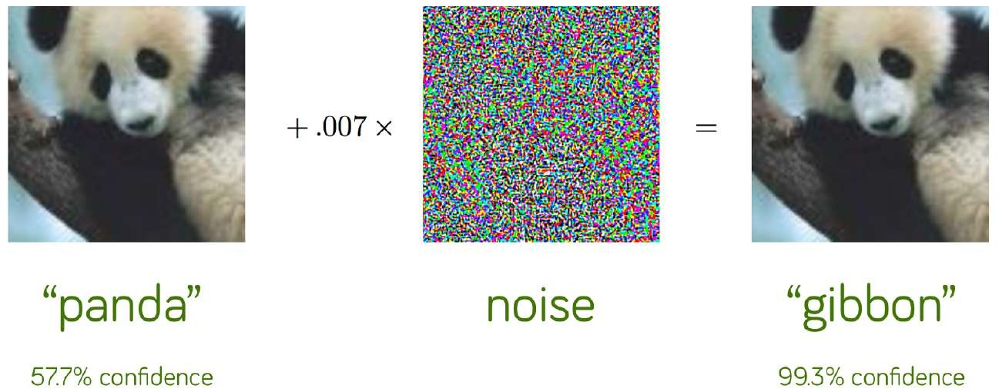 + .007 × =
“panda” noise “gibbon”
57.7% confidence 99.3% confidence